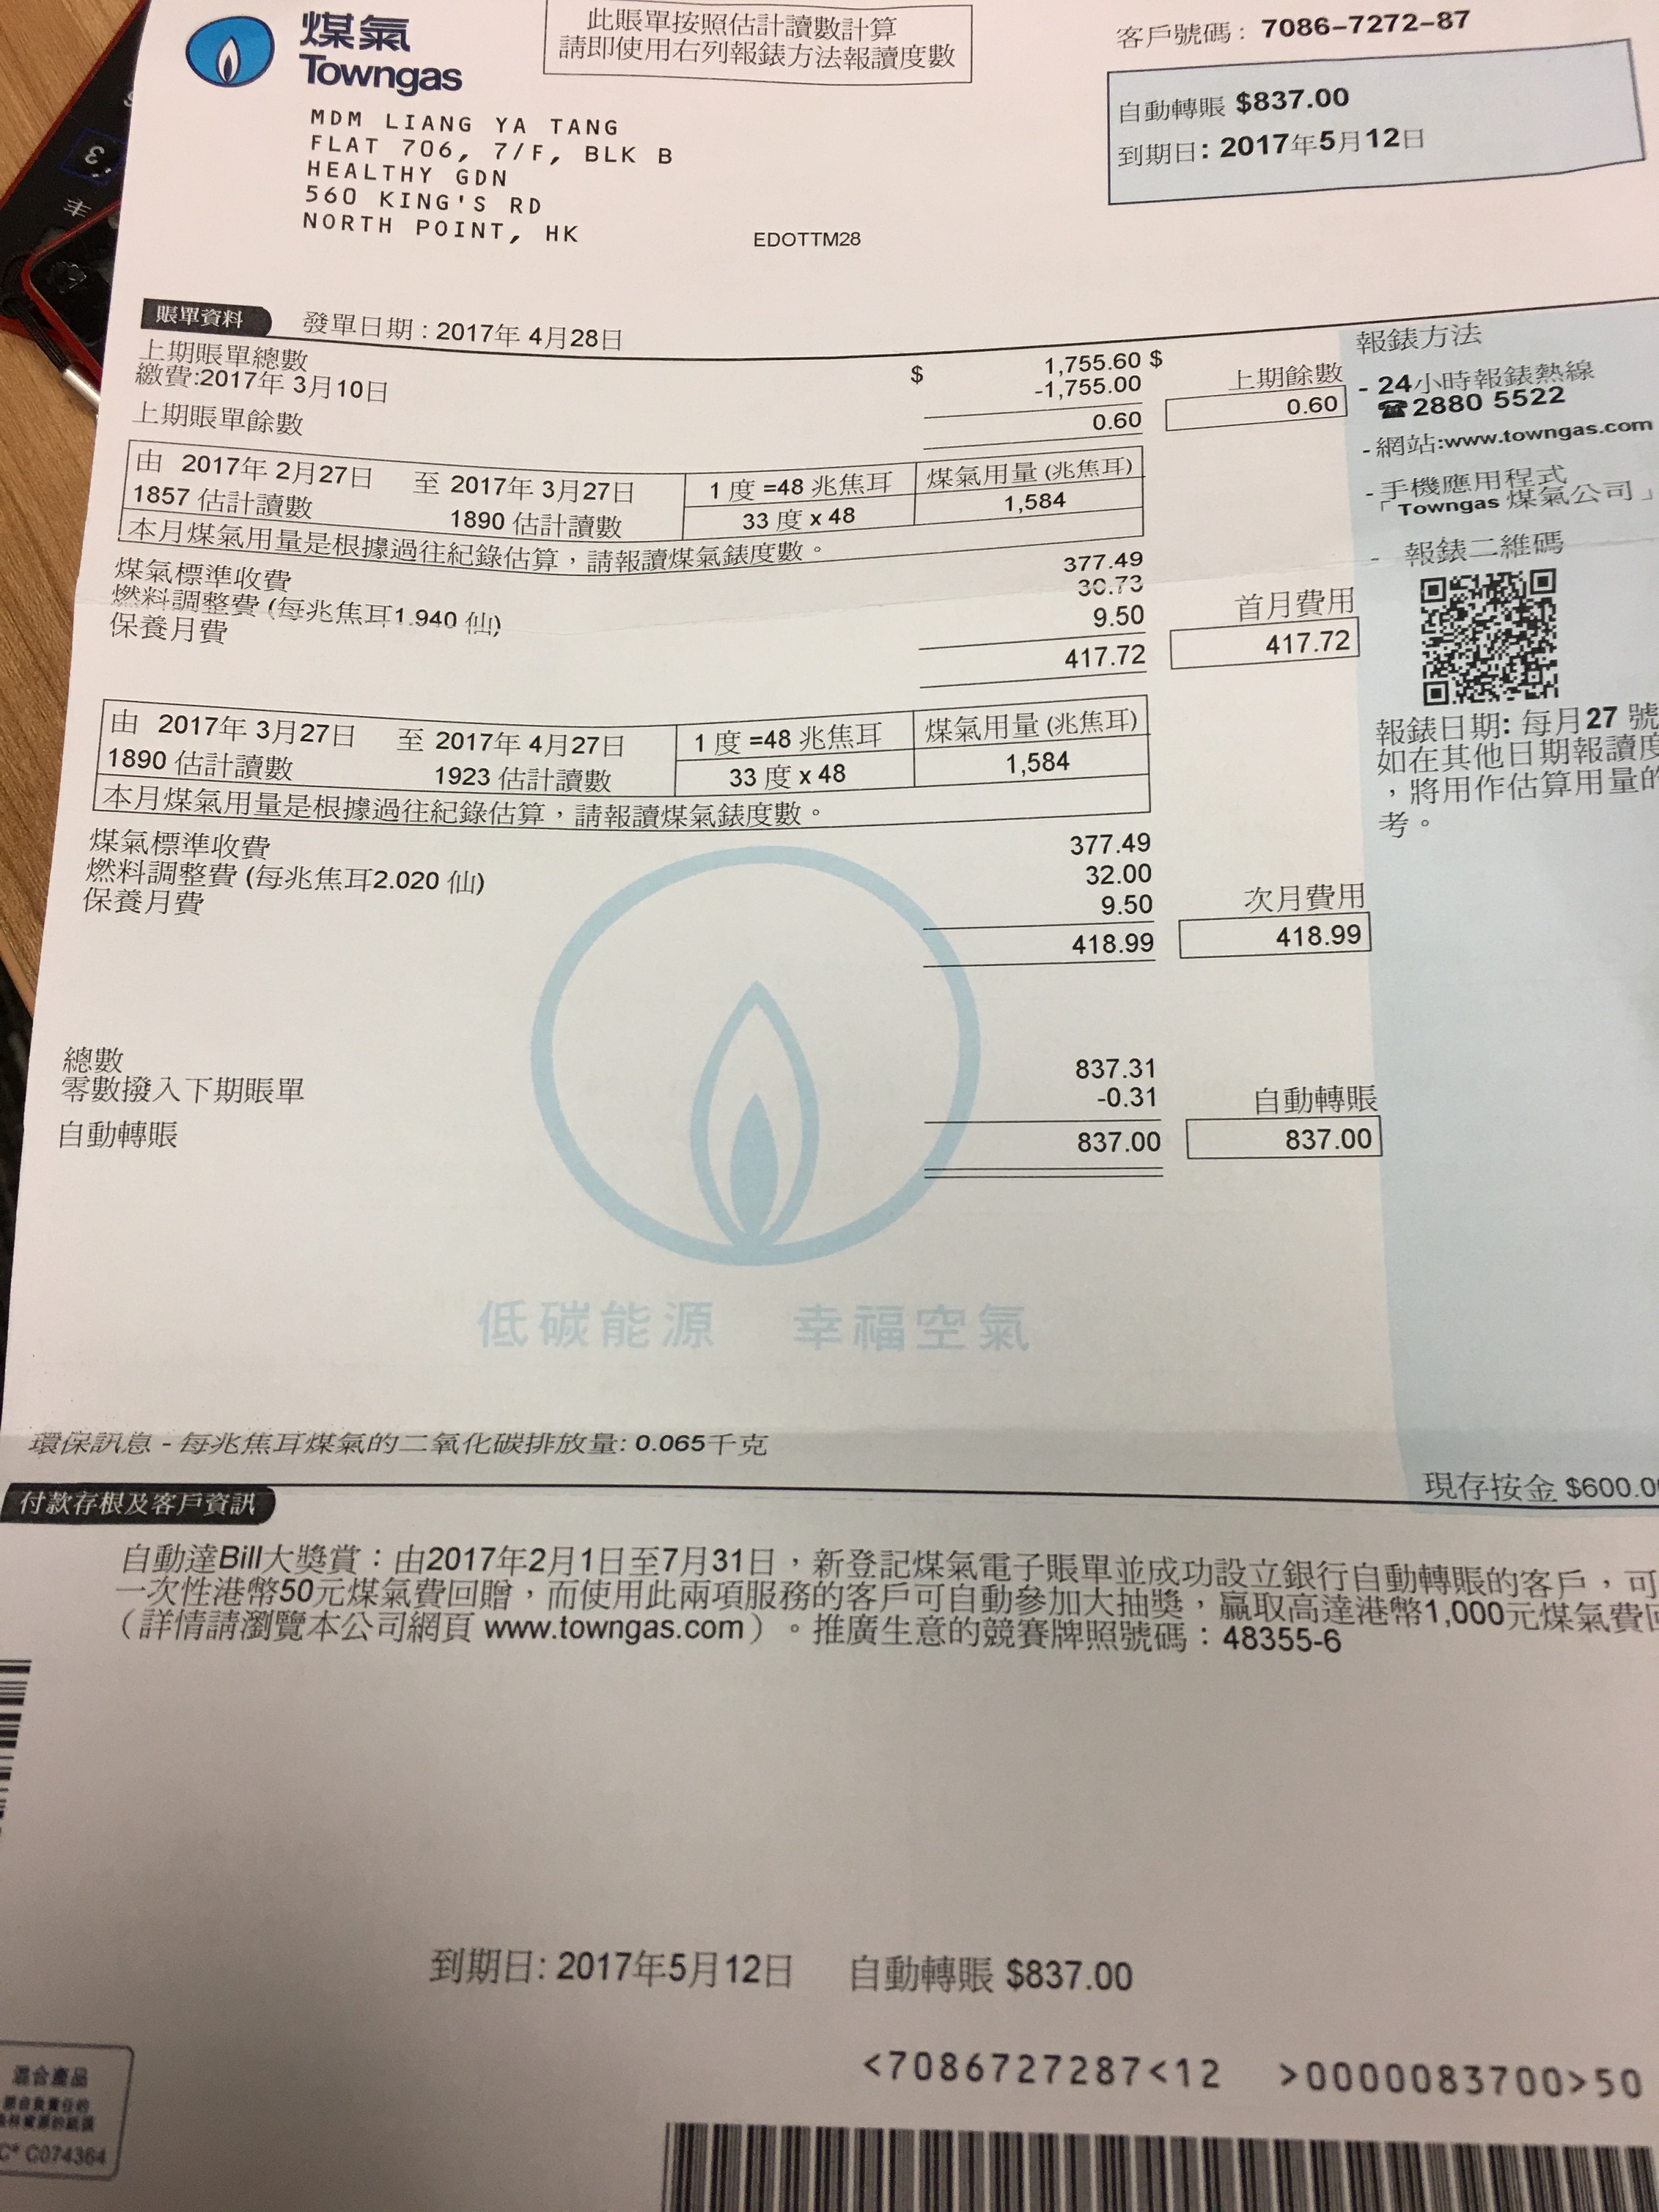 煤氣
Towngas
此賬單按照估計讀數計算
請即使用右列報錶方法報讀度數
客戶號碼: 7086-7272-87
自動轉賬 $837.00
到期日: 2017年5月12日
MDM LIANG YA TANG
FLAT 706, 7/F, BLK B
HEALTHY GDN
560 KING'S RD
NORTH POINT, HK
EDOTTM28
賬單資料 發單日期: 2017年 4月28日
上期賬單總數 $ 1,755.60 $
繳費:2017年 3月10日 -1,755.00 上期餘數
上期賬單餘數 0.60 0.60
由 2017年 2月27日 至 2017年 3月27日 1 度 =48 兆焦耳 煤氣用量 (兆焦耳)
1857 估計讀數 1890 估計讀數 33 度 x 48 1,584
本月煤氣用量是根據過往紀錄估算，請報讀煤氣錶度數。
煤氣標準收費 377.49
燃料調整費 (每兆焦耳1.940 仙) 30.73 首月費用
保養月費 9.50
417.72 417.72
由 2017年 3月27日 至 2017年 4月27日 1 度 =48 兆焦耳 煤氣用量 (兆焦耳)
1890 估計讀數 1923 估計讀數 33 度 x 48 1,584
本月煤氣用量是根據過往紀錄估算，請報讀煤氣錶度數。
煤氣標準收費 377.49
燃料調整費 (每兆焦耳2.020 仙) 32.00
保養月費 9.50 次月費用
418.99 418.99
總數 837.31
零數撥入下期賬單 -0.31 自動轉賬
自動轉賬 837.00 837.00
報錶方法
- 24小時報錶熱線
☎2880 5522
- 網站:www.towngas.com
- 手機應用程式
「Towngas 煤氣公司」
- 報錶二維碼
報錶日期: 每月27 號
如在其他日期報讀度
，將用作估算用量的
考。
低碳能源 幸福空氣
環保訊息 - 每兆焦耳煤氣的二氧化碳排放量: 0.065千克
現存按金 $600.0
付款存根及客戶資訊
自動達Bill大獎賞：由2017年2月1日至7月31日，新登記煤氣電子賬單並成功設立銀行自動轉賬的客戶，可
一次性港幣50元煤氣費回贈，而使用此兩項服務的客戶可自動參加大抽獎，贏取高達港幣1,000元煤氣費回
（詳情請瀏覽本公司網頁 www.towngas.com）。推廣生意的競賽牌照號碼：48355-6
到期日: 2017年5月12日 自動轉賬 $837.00
<7086727287<12 >0000083700>50
混合產品
C® C074364